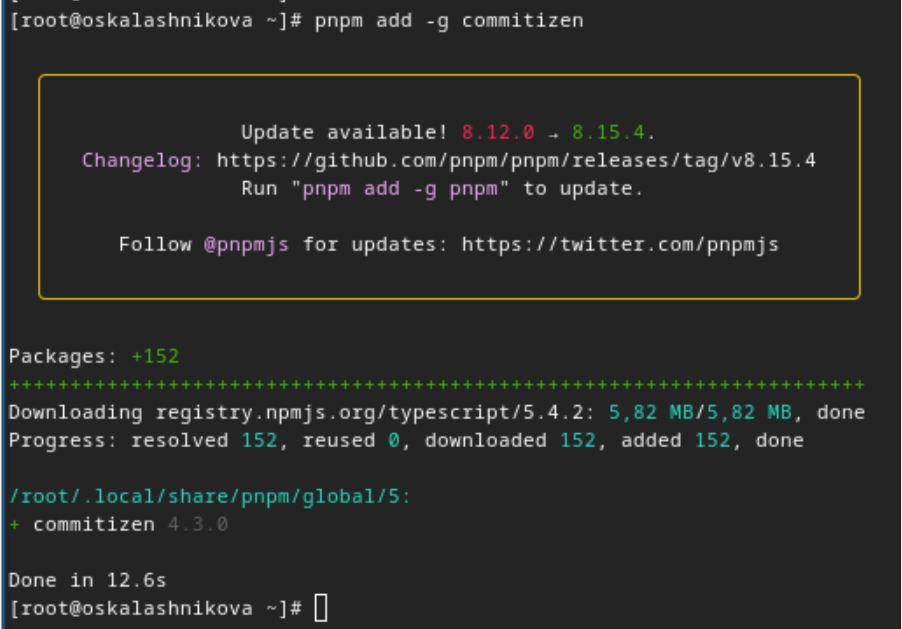 [root@oskalashnikova ~]# pnpm add -g commitizen
Update available! 8.12.0 → 8.15.4.
Changelog: https://github.com/pnpm/pnpm/releases/tag/v8.15.4
Run "pnpm add -g pnpm" to update.
Follow @pnpmjs for updates: https://twitter.com/pnpmjs
Packages: +152
++++++++++++++++++++++++++++++++++++++++++++++++++++++++++++++++++++++
Downloading registry.npmjs.org/typescript/5.4.2: 5,82 MB/5,82 MB, done
Progress: resolved 152, reused 0, downloaded 152, added 152, done
/root/.local/share/pnpm/global/5:
+ commitizen 4.3.0
Done in 12.6s
[root@oskalashnikova ~]#